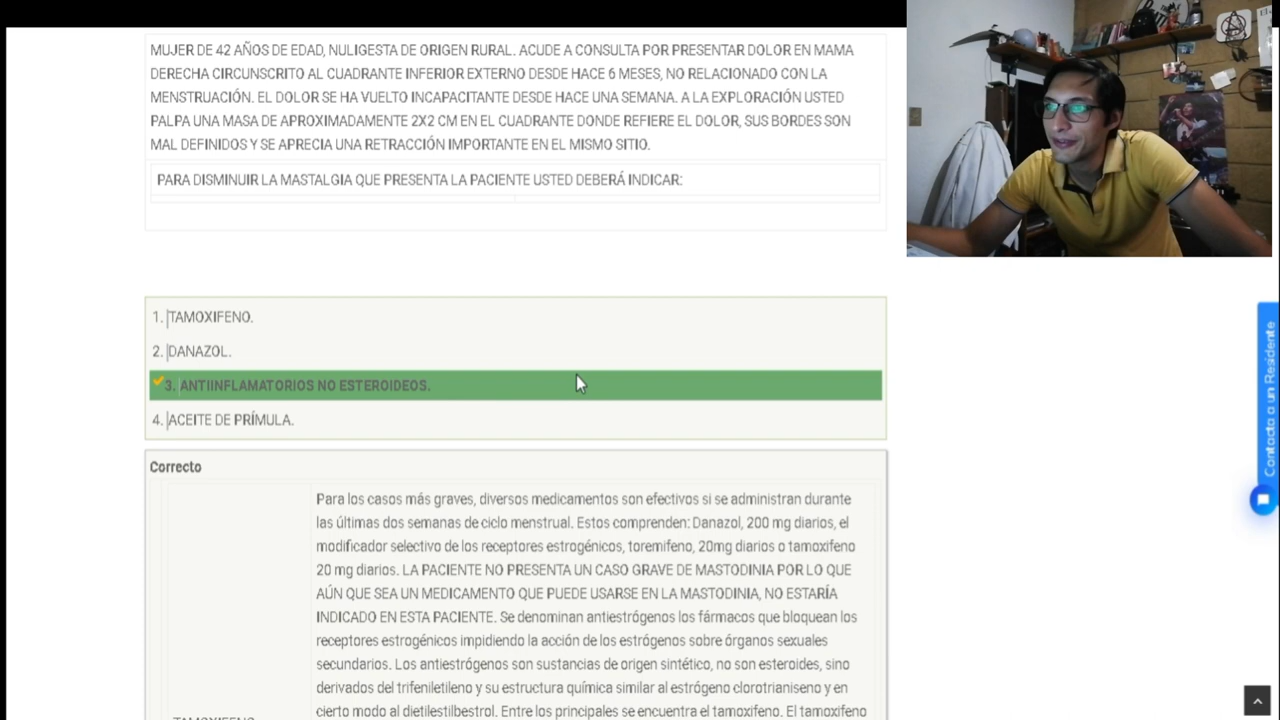 MUJER DE 42 AÑOS DE EDAD, NULIGESTA DE ORIGEN RURAL. ACUDE A CONSULTA POR PRESENTAR DOLOR EN MAMA
DERECHA CIRCUNSCRITO AL CUADRANTE INFERIOR EXTERNO DESDE HACE 6 MESES, NO RELACIONADO CON LA
MENSTRUACIÓN. EL DOLOR SE HA VUELTO INCAPACITANTE DESDE HACE UNA SEMANA. A LA EXPLORACIÓN USTED
PALPA UNA MASA DE APROXIMADAMENTE 2X2 CM EN EL CUADRANTE DONDE REFIERE EL DOLOR, SUS BORDES SON
MAL DEFINIDOS Y SE APRECIA UNA RETRACCIÓN IMPORTANTE EN EL MISMO SITIO.
PARA DISMINUIR LA MASTALGIA QUE PRESENTA LA PACIENTE USTED DEBERÁ INDICAR:
1. TAMOXIFENO.
2. DANAZOL.
3. ANTIINFLAMATORIOS NO ESTEROIDEOS.
4. ACEITE DE PRÍMULA.
Correcto
Para los casos más graves, diversos medicamentos son efectivos si se administran durante
las últimas dos semanas de ciclo menstrual. Estos comprenden: Danazol, 200 mg diarios, el
modificador selectivo de los receptores estrogénicos, toremifeno, 20mg diarios o tamoxifeno
20 mg diarios. LA PACIENTE NO PRESENTA UN CASO GRAVE DE MASTODINIA POR LO QUE
AÚN QUE SEA UN MEDICAMENTO QUE PUEDE USARSE EN LA MASTODINIA, NO ESTARÍA
INDICADO EN ESTA PACIENTE. Se denominan antiestrógenos los fármacos que bloquean los
receptores estrogénicos impidiendo la acción de los estrógenos sobre órganos sexuales
secundarios. Los antiestrógenos son sustancias de origen sintético, no son esteroides, sino
derivados del trifeniletileno y su estructura química similar al estrógeno clorotrianiseno y en
cierto modo al dietilestilbestrol. Entre los principales se encuentra el tamoxifeno. El tamoxifeno
TAMOXIFENO
Contacta a un Residente